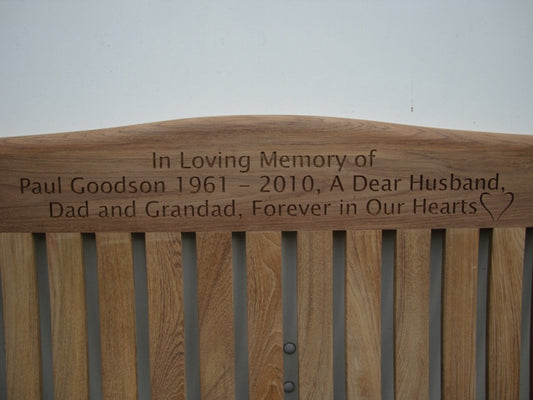 In Loving Memory of
Paul Goodson 1961 – 2010, A Dear Husband,
Dad and Grandad, Forever in Our Hearts